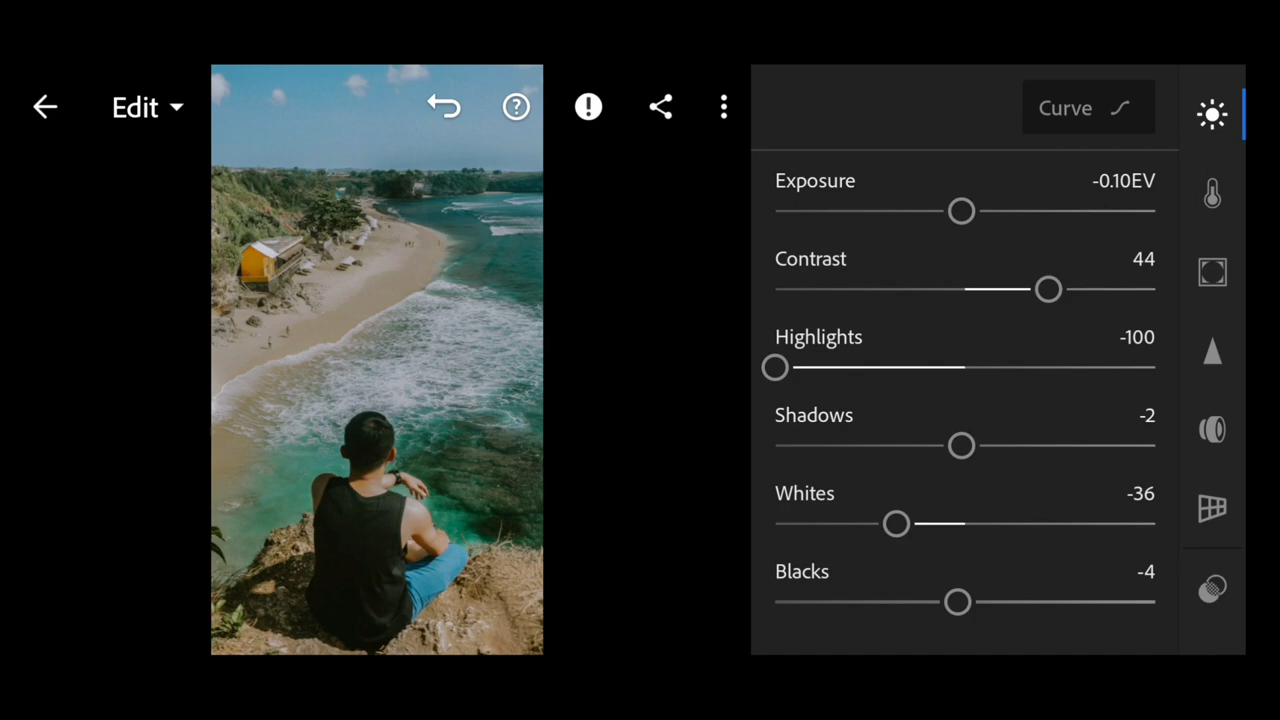 Edit
Curve
Exposure -0.10EV
Contrast 44
Highlights -100
Shadows -2
Whites -36
Blacks -4